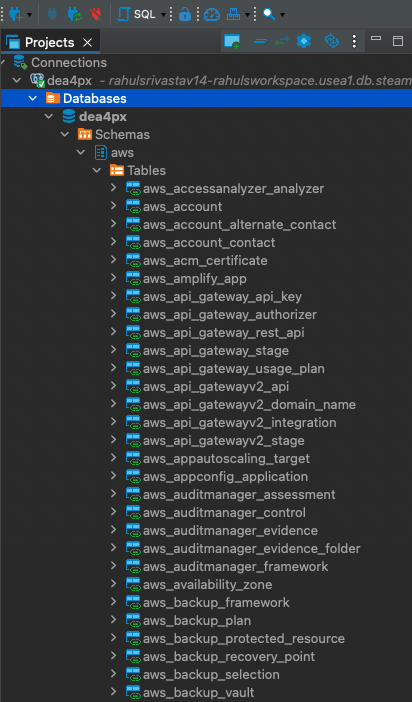 SQL
Projects
Connections
dea4px - rahulsrivastav14-rahulsworkspace.usea1.db.steam
Databases
dea4px
Schemas
aws
Tables
aws_accessanalyzer_analyzer
aws_account
aws_account_alternate_contact
aws_account_contact
aws_acm_certificate
aws_amplify_app
aws_api_gateway_api_key
aws_api_gateway_authorizer
aws_api_gateway_rest_api
aws_api_gateway_stage
aws_api_gateway_usage_plan
aws_api_gatewayv2_api
aws_api_gatewayv2_domain_name
aws_api_gatewayv2_integration
aws_api_gatewayv2_stage
aws_appautoscaling_target
aws_appconfig_application
aws_auditmanager_assessment
aws_auditmanager_control
aws_auditmanager_evidence
aws_auditmanager_evidence_folder
aws_auditmanager_framework
aws_availability_zone
aws_backup_framework
aws_backup_plan
aws_backup_protected_resource
aws_backup_recovery_point
aws_backup_selection
aws_backup_vault